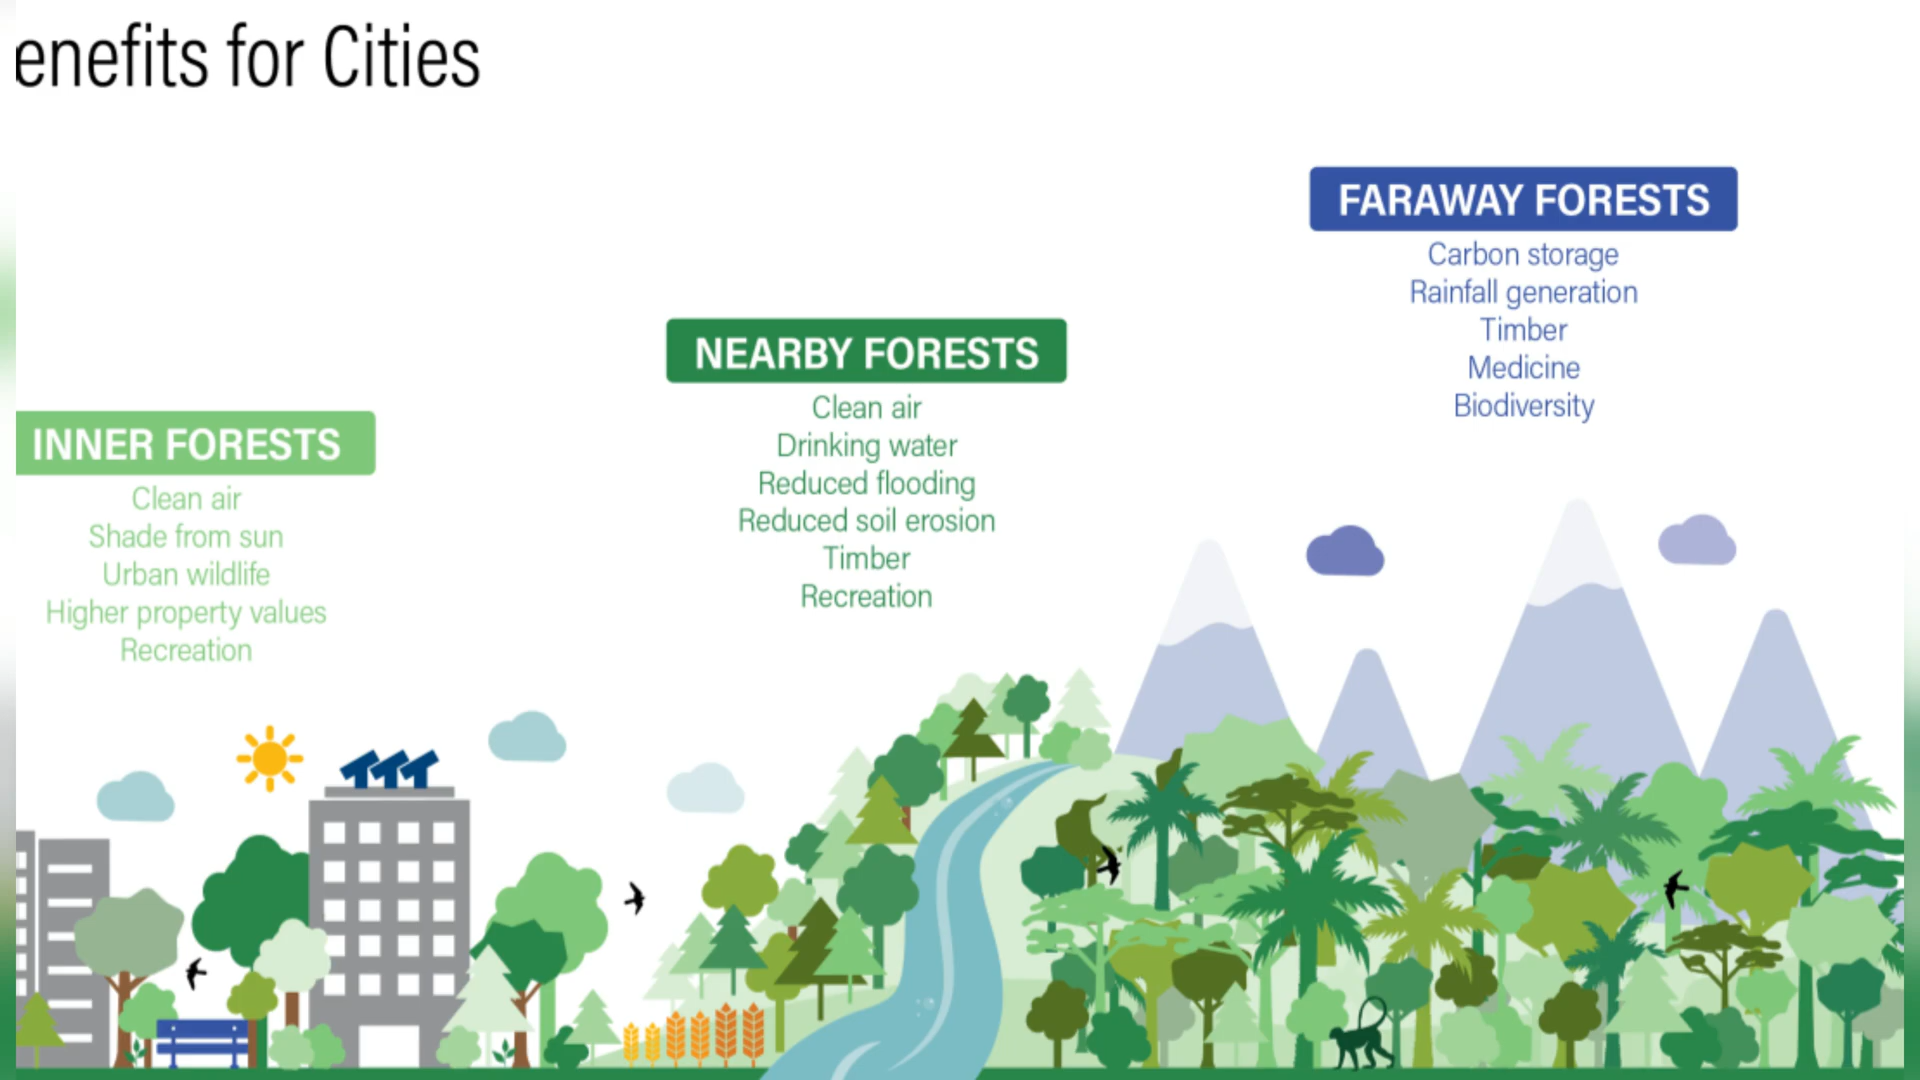 enefits for Cities
INNER FORESTS
Clean air
Shade from sun
Urban wildlife
Higher property values
Recreation
NEARBY FORESTS
Clean air
Drinking water
Reduced flooding
Reduced soil erosion
Timber
Recreation
FARAWAY FORESTS
Carbon storage
Rainfall generation
Timber
Medicine
Biodiversity